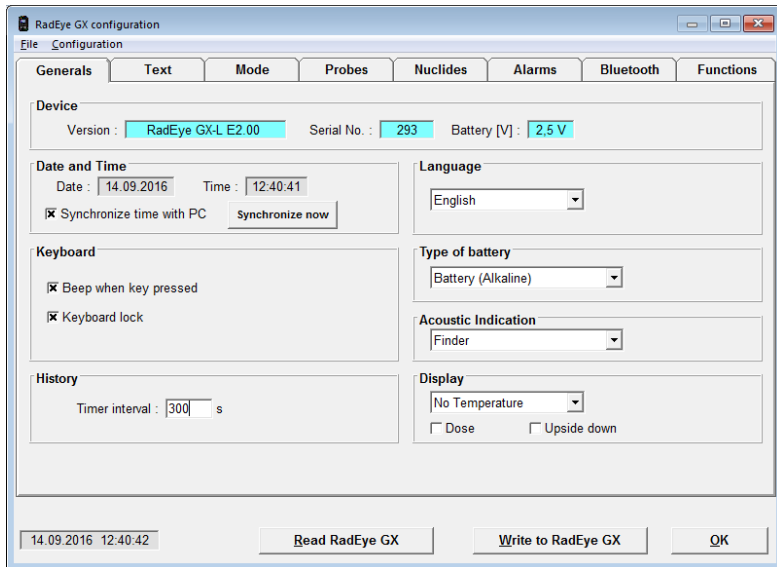 RadEye GX configuration
File Configuration
Generals Text Mode Probes Nuclides Alarms Bluetooth Functions
Device
Version : RadEye GX-L E2.00 Serial No. : 293 Battery [V] : 2,5 V
Date and Time
Date : 14.09.2016 Time : 12:40:41
Synchronize time with PC Synchronize now
Language
English
Keyboard
Beep when key pressed
Keyboard lock
Type of battery
Battery (Alkaline)
Acoustic Indication
Finder
History
Timer interval : 300 s
Display
No Temperature
Dose Upside down
14.09.2016 12:40:42 Read RadEye GX Write to RadEye GX OK